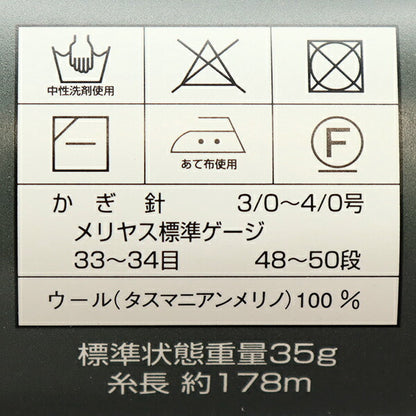 中性洗剤使用
あて布使用
F
かぎ針 3/0～4/0号
メリヤス標準ゲージ
33～34目 48～50段
ウール(タスマニアンメリノ)100%
標準状態重量35g
糸長 約178m